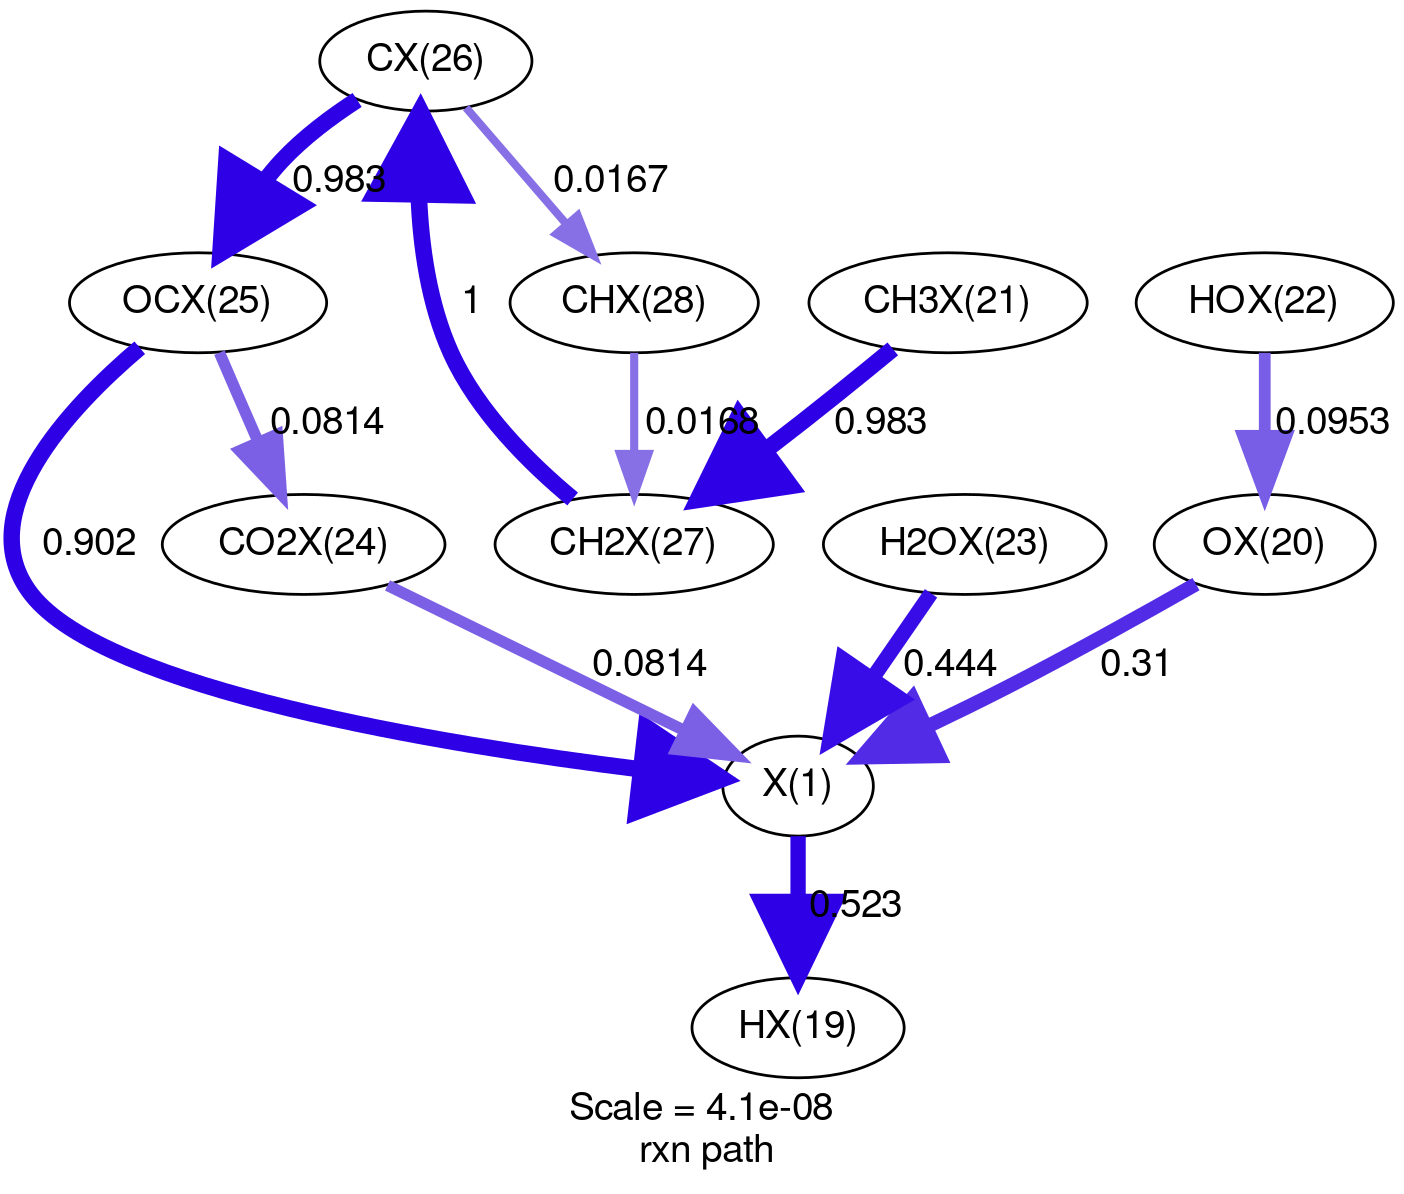 CX(26)
0.983
0.0167
OCX(25)
1
CHX(28)
CH3X(21)
HOX(22)
0.0814
0.0168
0.983
0.0953
0.902
CO2X(24)
CH2X(27)
H2OX(23)
OX(20)
0.0814
0.444
0.31
X(1)
0.523
HX(19)
Scale = 4.1e-08
rxn path